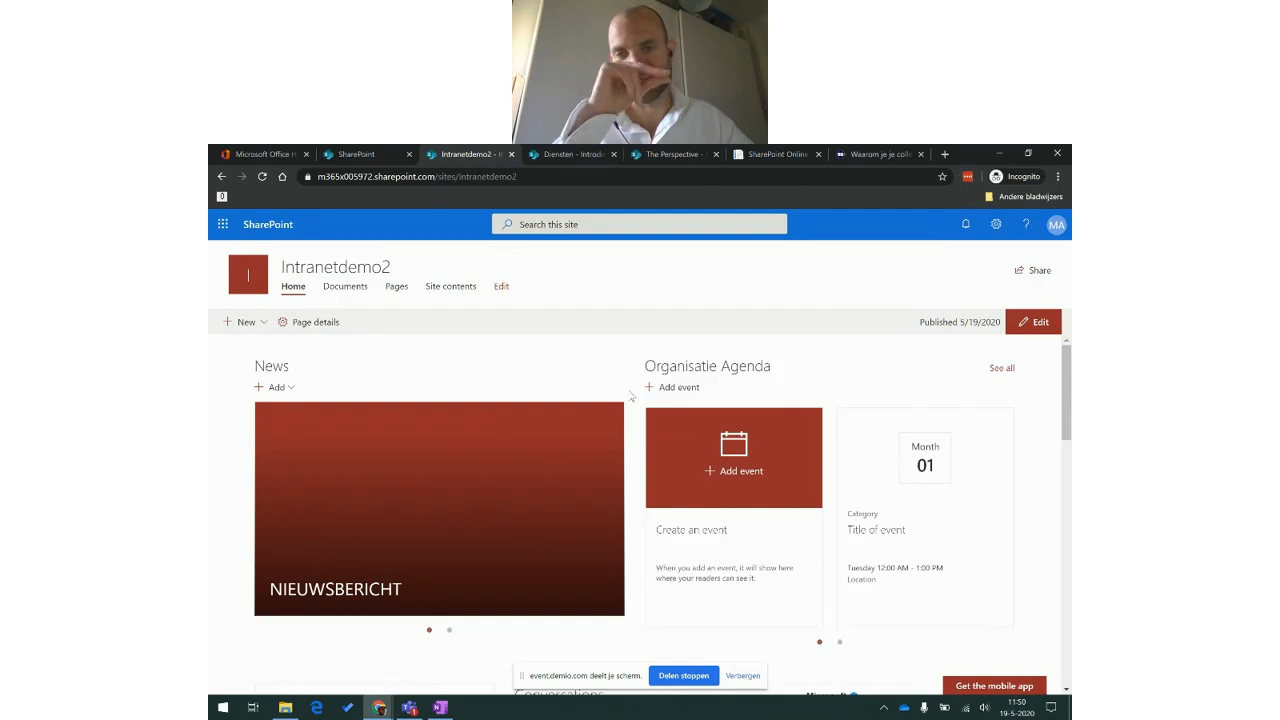 Microsoft Office H
SharePoint
Intranetdemo2 - I
Diensten - Introd
The Perspective -
SharePoint Online
Waarom je je coll
m365x005972.sharepoint.com/sites/Intranetdemo2
Incognito
Andere bladwijzers
SharePoint
Search this site
MA
I
Intranetdemo2
Share
Home
Documents
Pages
Site contents
Edit
+ New
Page details
Published 5/19/2020
Edit
News
+ Add
NIEUWSBERICHT
Organisatie Agenda
See all
+ Add event
+ Add event
Create an event
When you add an event, it will show here
where your readers can see it.
Month
01
Category
Title of event
Tuesday 12:00 AM - 1:00 PM
Location
event.demio.com deelt je scherm.
Delen stoppen
Verbergen
Conversations
Get the mobile app
11:50
19-5-2020